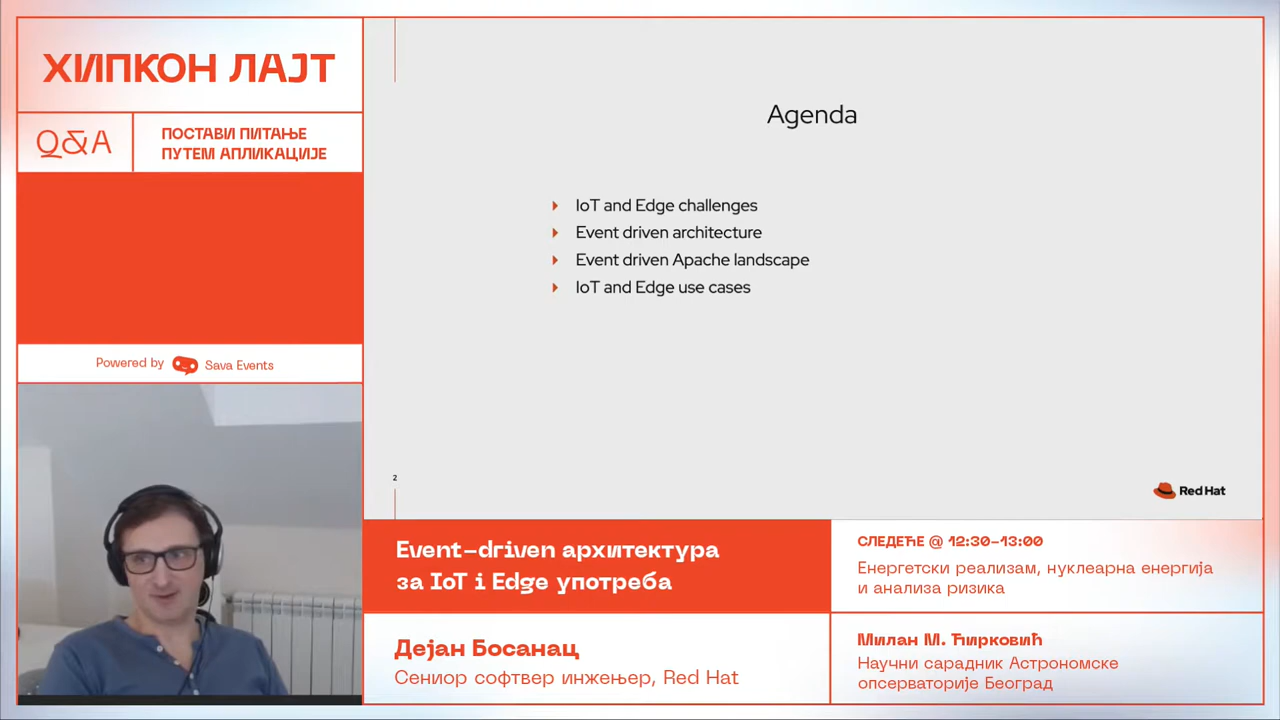 ХИПКОН ЛАЈТ
Q&A
ПОСТАВИ ПИТАЊЕ
ПУТЕМ АПЛИКАЦИЈЕ
Powered by Sava Events
Agenda
IoT and Edge challenges
Event driven architecture
Event driven Apache landscape
IoT and Edge use cases
2
Red Hat
Event-driven архитектура
за IoT i Edge употреба
Дејан Босанац
Сениор софтвер инжењер, Red Hat
СЛЕДЕЋЕ @ 12:30-13:00
Енергетски реализам, нуклеарна енергија
и анализа ризика
Милан М. Ћирковић
Научни сарадник Астрономске
опсерваторије Београд